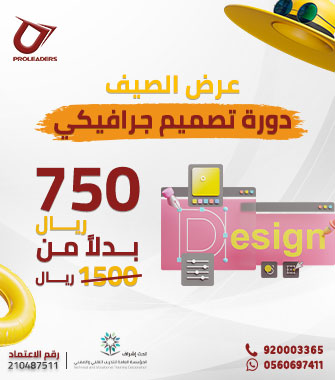 PROLEADERS
عرض الصيف
دورة تصميم جرافيكي
750
ريال
بدلاً من
1500 ريال
Design
تحت إشراف
المؤسسة العامة للتدريب التقني والمهني
Technical and Vocational Training Corporation
رقم الاعتماد
210487511
920003365
0560697411